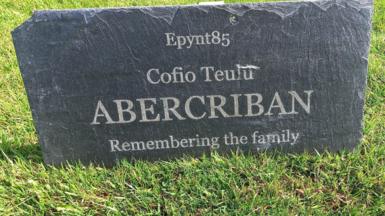 Epynt85
Cofio Teulu
ABERCRIBAN
Remembering the family